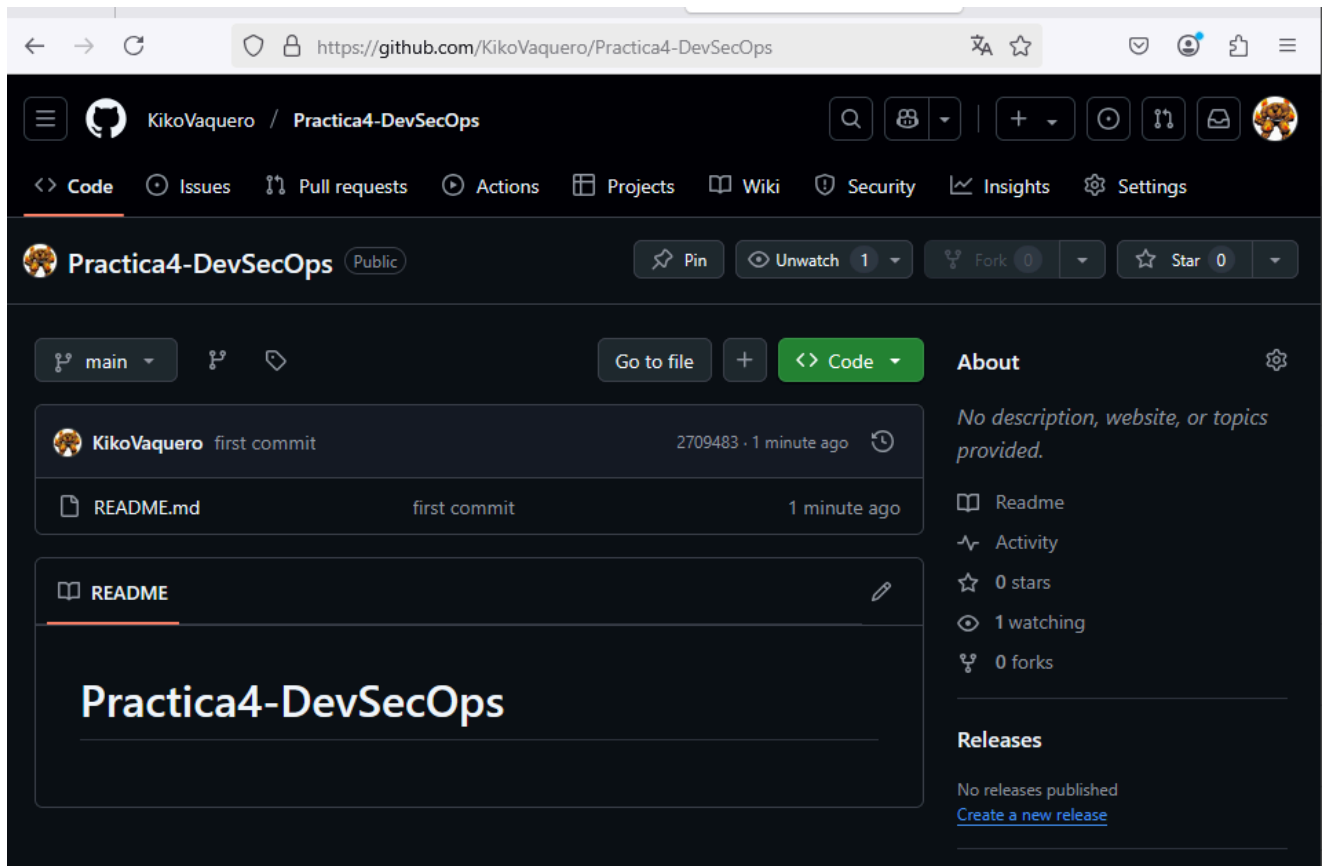 https://github.com/KikoVaquero/Practica4-DevSecOps
KikoVaquero / Practica4-DevSecOps
Code Issues Pull requests Actions Projects Wiki Security Insights Settings
Practica4-DevSecOps Public Pin Unwatch 1 Fork 0 Star 0
main Go to file Code
KikoVaquero first commit 2709483 · 1 minute ago
README.md first commit 1 minute ago
README
Practica4-DevSecOps
About
No description, website, or topics
provided.
Readme
Activity
0 stars
1 watching
0 forks
Releases
No releases published
Create a new release